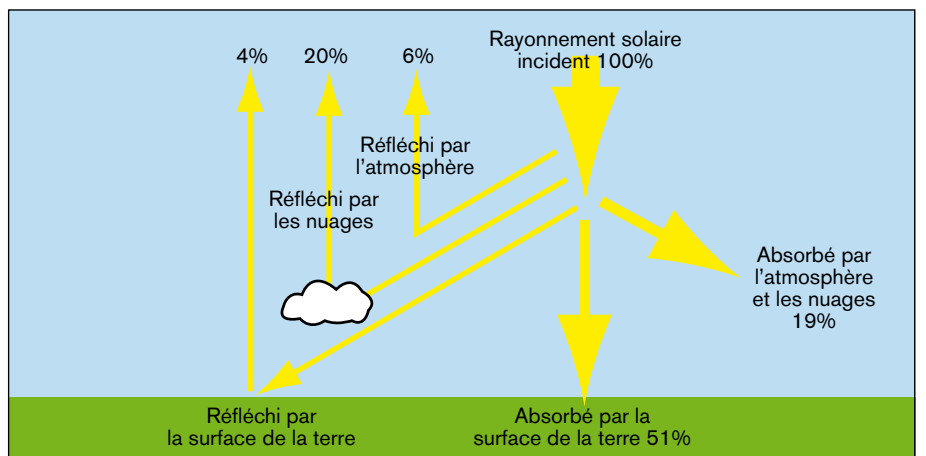 4%
20%
6%
Rayonnement solaire
incident 100%
Réfléchi par
l'atmosphère
Réfléchi par
les nuages
Absorbé par
l'atmosphère
et les nuages
19%
Réfléchi par
la surface de la terre
Absorbé par la
surface de la terre 51%